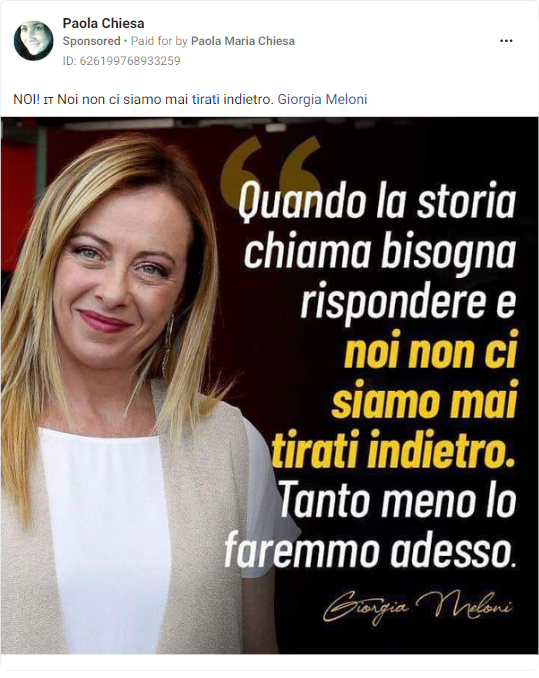 Paola Chiesa
Sponsored • Paid for by Paola Maria Chiesa
ID: 626199768933259
NOI! IT Noi non ci siamo mai tirati indietro. Giorgia Meloni
“
Quando la storia
chiama bisogna
rispondere e
noi non ci
siamo mai
tirati indietro.
Tanto meno lo
faremmo adesso.
Giorgia Meloni